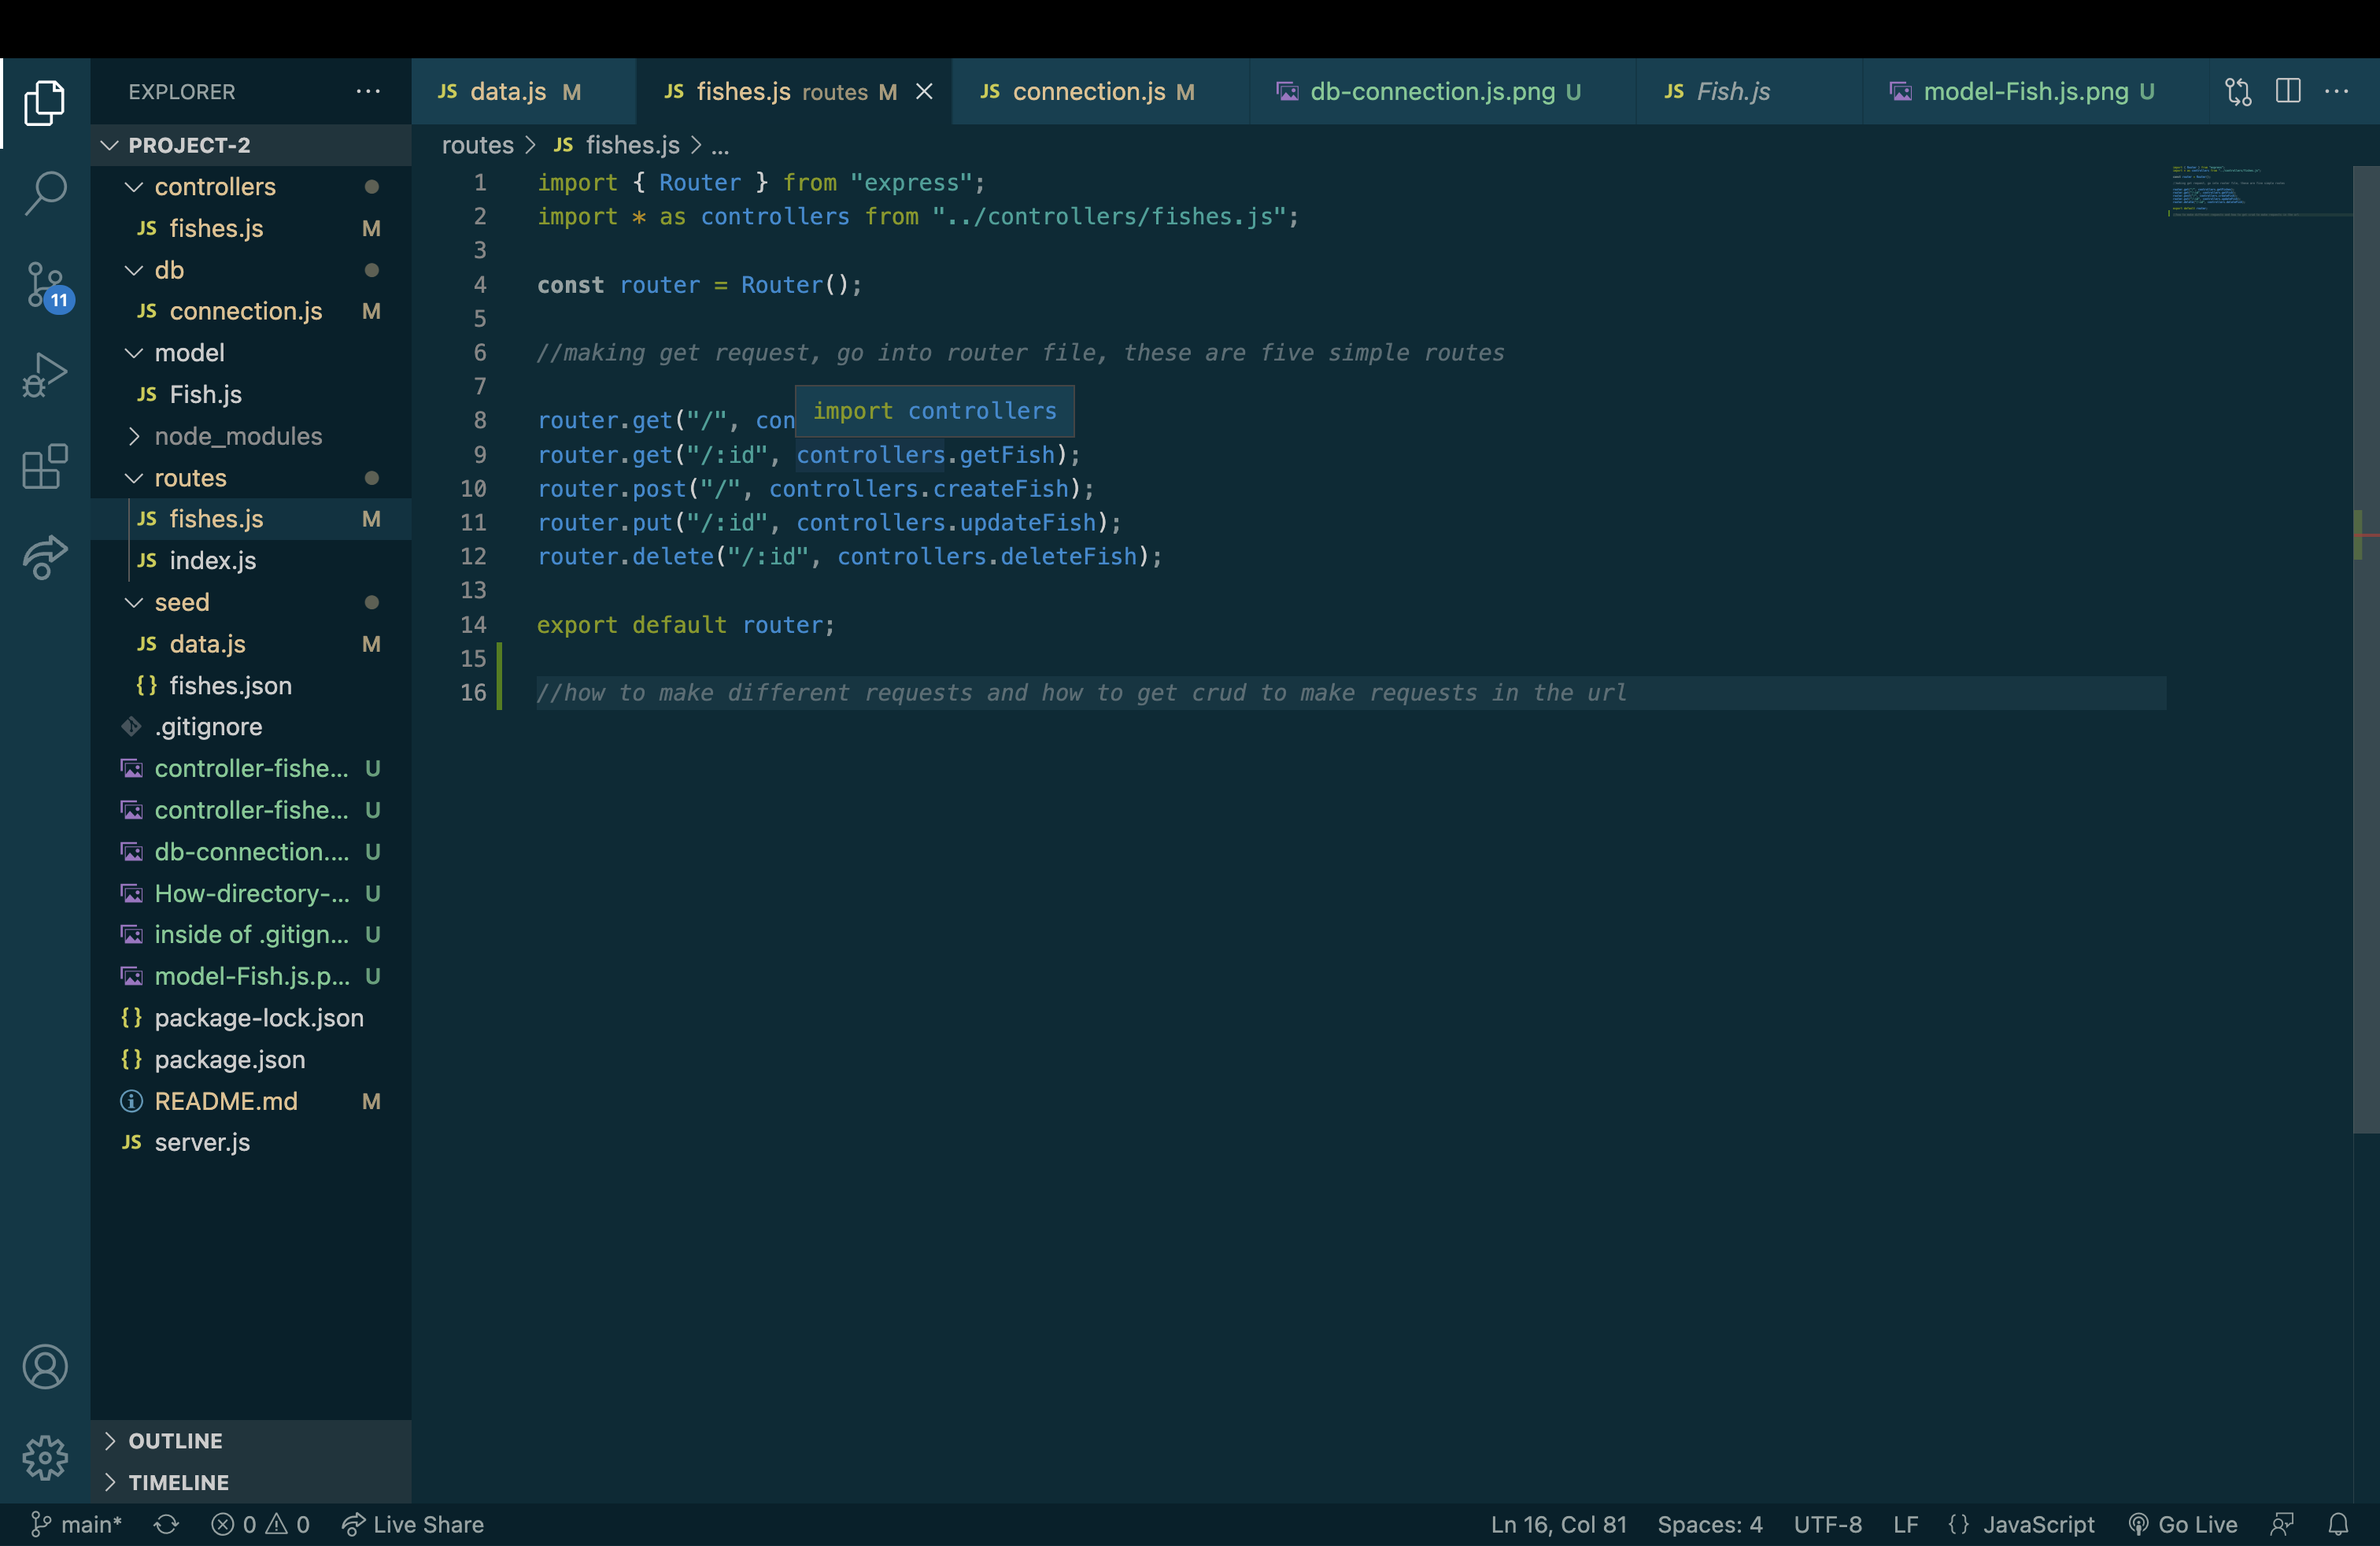 EXPLORER ...
PROJECT-2
controllers
JS fishes.js M
db
JS connection.js M
model
JS Fish.js
node_modules
routes
JS fishes.js M
JS index.js
seed
JS data.js M
{} fishes.json
.gitignore
controller-fishe... U
controller-fishe... U
db-connection.... U
How-directory-... U
inside of .gitign... U
model-Fish.js.p... U
{} package-lock.json
{} package.json
README.md M
JS server.js
OUTLINE
TIMELINE
11
JS data.js M
JS fishes.js routes M
JS connection.js M
db-connection.js.png U
JS Fish.js
model-Fish.js.png U
...
routes > JS fishes.js > ...
1 import { Router } from "express";
2 import * as controllers from "../controllers/fishes.js";
3
4 const router = Router();
5
6 //making get request, go into router file, these are five simple routes
7
import controllers
8 router.get("/", con
9 router.get("/:id", controllers.getFish);
10 router.post("/", controllers.createFish);
11 router.put("/:id", controllers.updateFish);
12 router.delete("/:id", controllers.deleteFish);
13
14 export default router;
15
16 //how to make different requests and how to get crud to make requests in the url
main* 0 0 Live Share Ln 16, Col 81 Spaces: 4 UTF-8 LF {} JavaScript Go Live